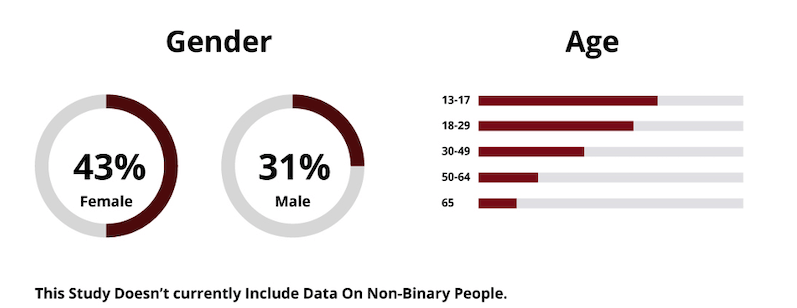 Gender
Age
43%
Female
31%
Male
13-17
18-29
30-49
50-64
65
This Study Doesn’t currently Include Data On Non-Binary People.